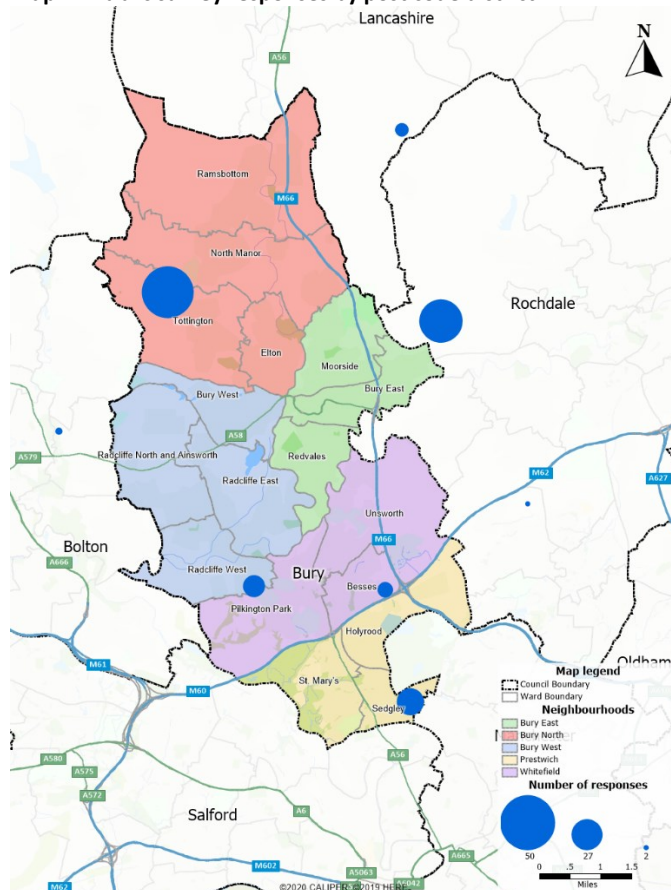 Lancashire
A56
N
Ramsbottom
M66
North Manor
Rochdale
Tottington
Elton
Moorside
Bury East
Bury West
A58
A579
Radcliffe North and Ainsworth
Redvales
Radcliffe East
M62
A627
Unsworth
Bolton
M66
A666
Radcliffe West
Bury
Besses
Pilkington Park
Holyrood
M61
M60
St. Mary's
Sedgley
A56
A580
A575
A572
Salford
A6
A665
M62
M602
A5063
A6042
Oldham
Map legend
Council Boundary
Ward Boundary
Neighbourhoods
Bury East
Bury North
Bury West
Prestwich
Whitefield
Number of responses
50
27
2
0 .5 1 1.5
Miles
©2020 CALIPER; ©2019 HERE